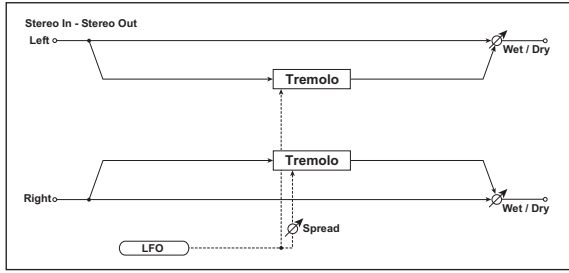 Stereo In - Stereo Out
Left
Wet / Dry
Tremolo
Tremolo
Right
Wet / Dry
Spread
LFO